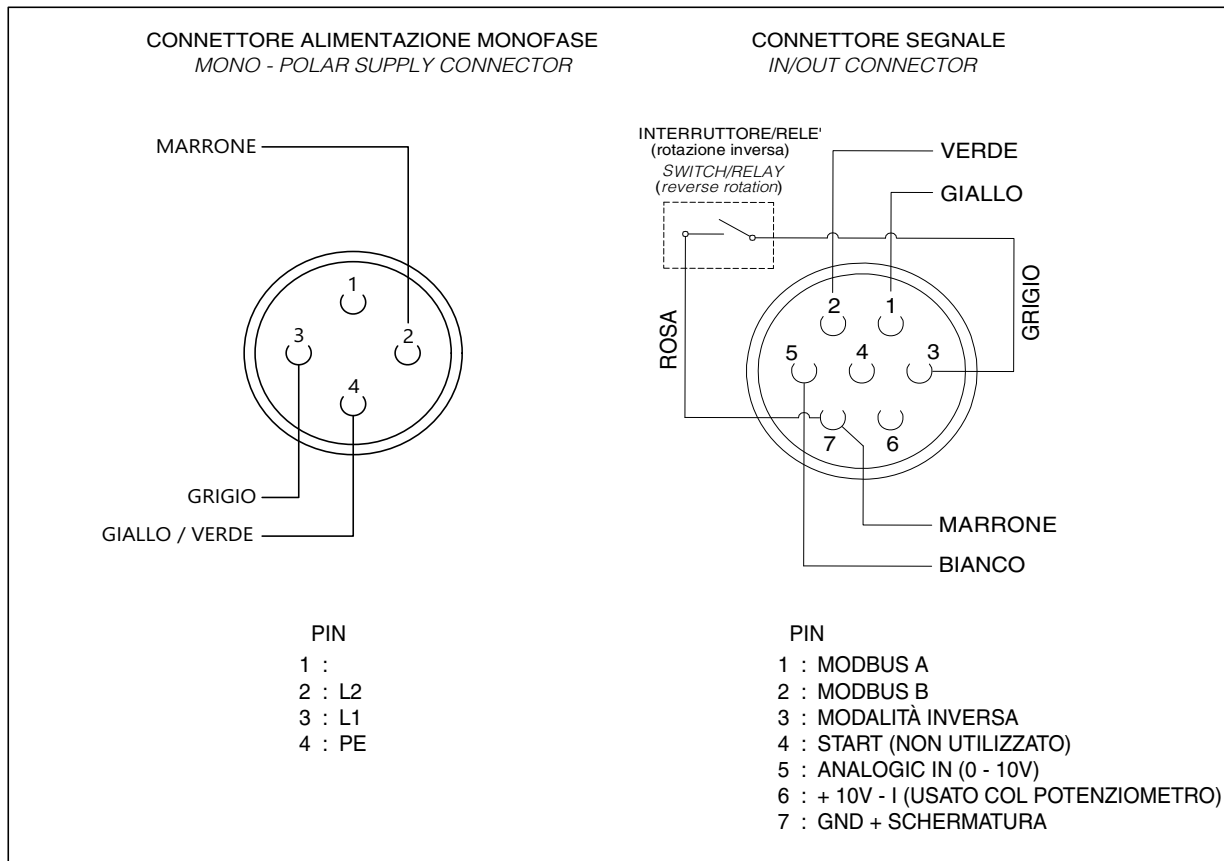 CONNETTORE ALIMENTAZIONE MONOFASE
MONO - POLAR SUPPLY CONNECTOR
MARRONE
1
3
2
4
GRIGIO
GIALLO / VERDE
PIN
1 :
2 : L2
3 : L1
4 : PE
CONNETTORE SEGNALE
IN/OUT CONNECTOR
INTERRUTTORE/RELE'
(rotazione inversa)
SWITCH/RELAY
(reverse rotation)
VERDE
GIALLO
ROSA
GRIGIO
2
1
5
4
3
7
6
MARRONE
BIANCO
PIN
1 : MODBUS A
2 : MODBUS B
3 : MODALITÀ INVERSA
4 : START (NON UTILIZZATO)
5 : ANALOGIC IN (0 - 10V)
6 : + 10V - I (USATO COL POTENZIOMETRO)
7 : GND + SCHERMATURA